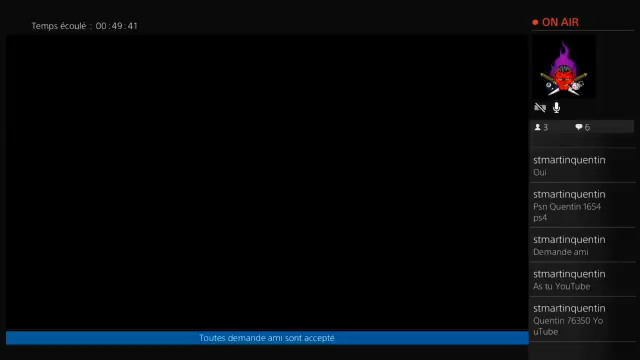 Temps écoulé : 00:49:41
ON AIR
3
6
stmartinquentin
Oui
stmartinquentin
Psn Quentin 1654
ps4
stmartinquentin
Demande ami
stmartinquentin
As tu YouTube
stmartinquentin
Quentin 76350 Yo
uTube
Toutes demande ami sont accepté